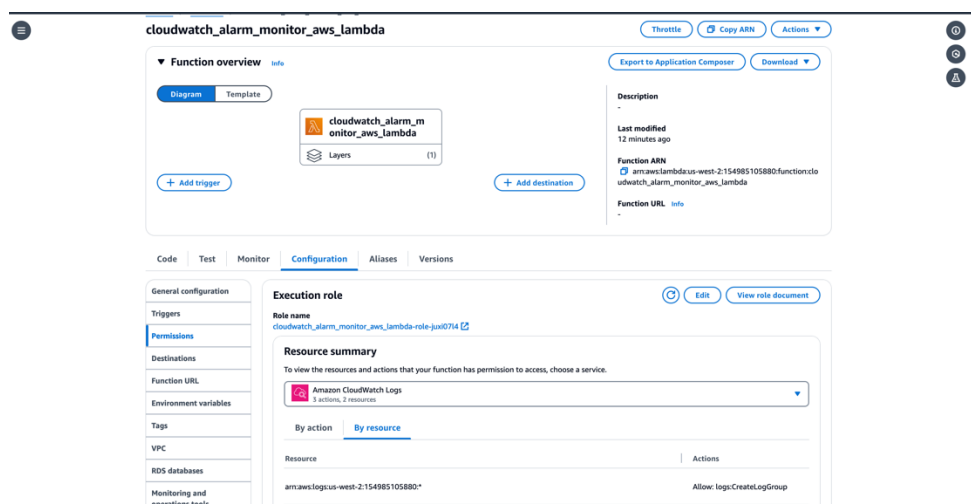 cloudwatch_alarm_monitor_aws_lambda
Throttle
Copy ARN
Actions
Function overview Info
Export to Application Composer
Download
Diagram
Template
cloudwatch_alarm_m
onitor_aws_lambda
Layers (1)
+ Add trigger
+ Add destination
Description
-
Last modified
12 minutes ago
Function ARN
arn:aws:lambda:us-west-2:154985105880:function:clo
udwatch_alarm_monitor_aws_lambda
Function URL Info
-
Code Test Monitor Configuration Aliases Versions
General configuration
Triggers
Permissions
Destinations
Function URL
Environment variables
Tags
VPC
RDS databases
Monitoring and
operations tools
Execution role
Edit
View role document
Role name
cloudwatch_alarm_monitor_aws_lambda-role-juxi07l4
Resource summary
To view the resources and actions that your function has permission to access, choose a service.
Amazon CloudWatch Logs
3 actions, 2 resources
By action By resource
Resource Actions
arn:aws:logs:us-west-2:154985105880:* Allow: logs:CreateLogGroup